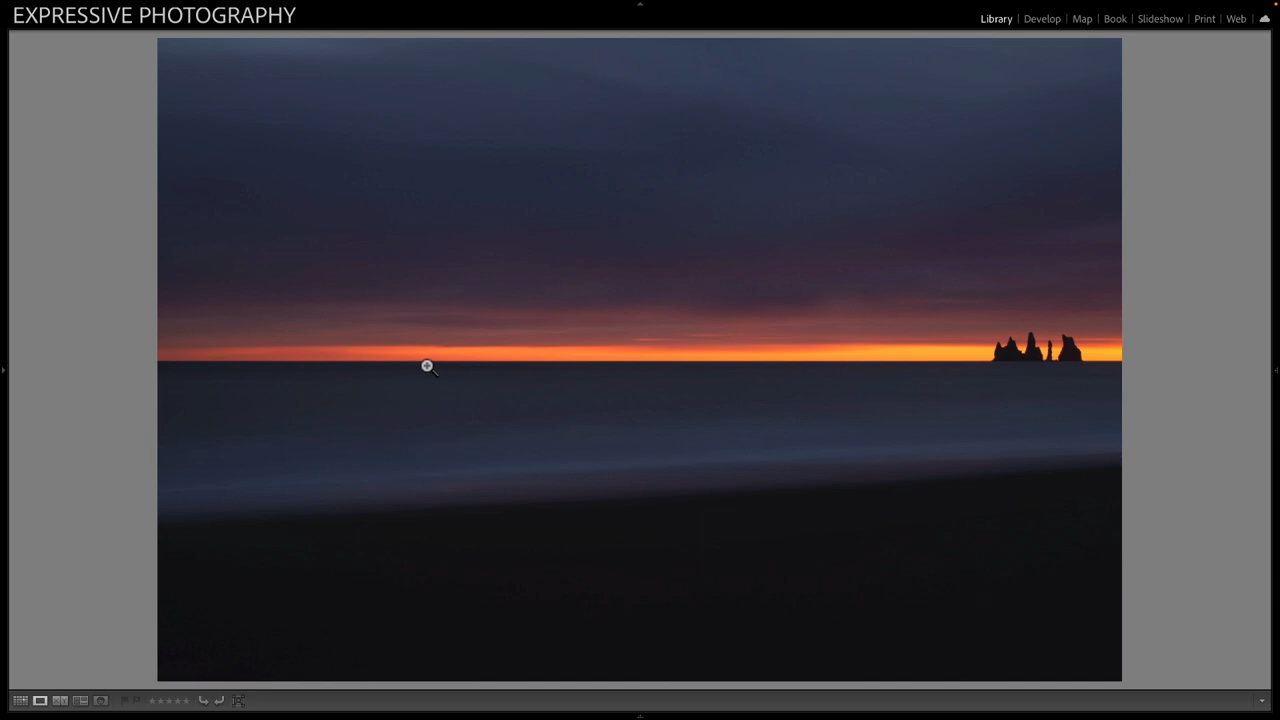 EXPRESSIVE PHOTOGRAPHY
Library | Develop | Map | Book | Slideshow | Print | Web